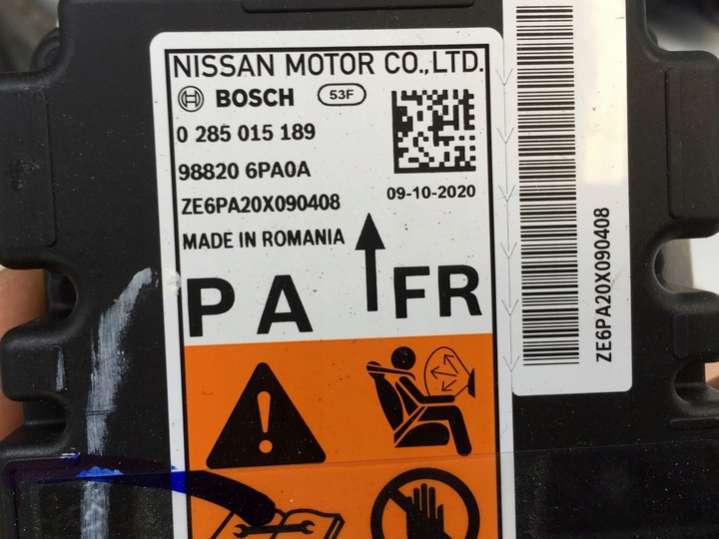 NISSAN MOTOR CO.,LTD.
BOSCH 53F
0 285 015 189
98820 6PA0A
09-10-2020
ZE6PA20X090408
MADE IN ROMANIA
PA FR
ZE6PA20X090408